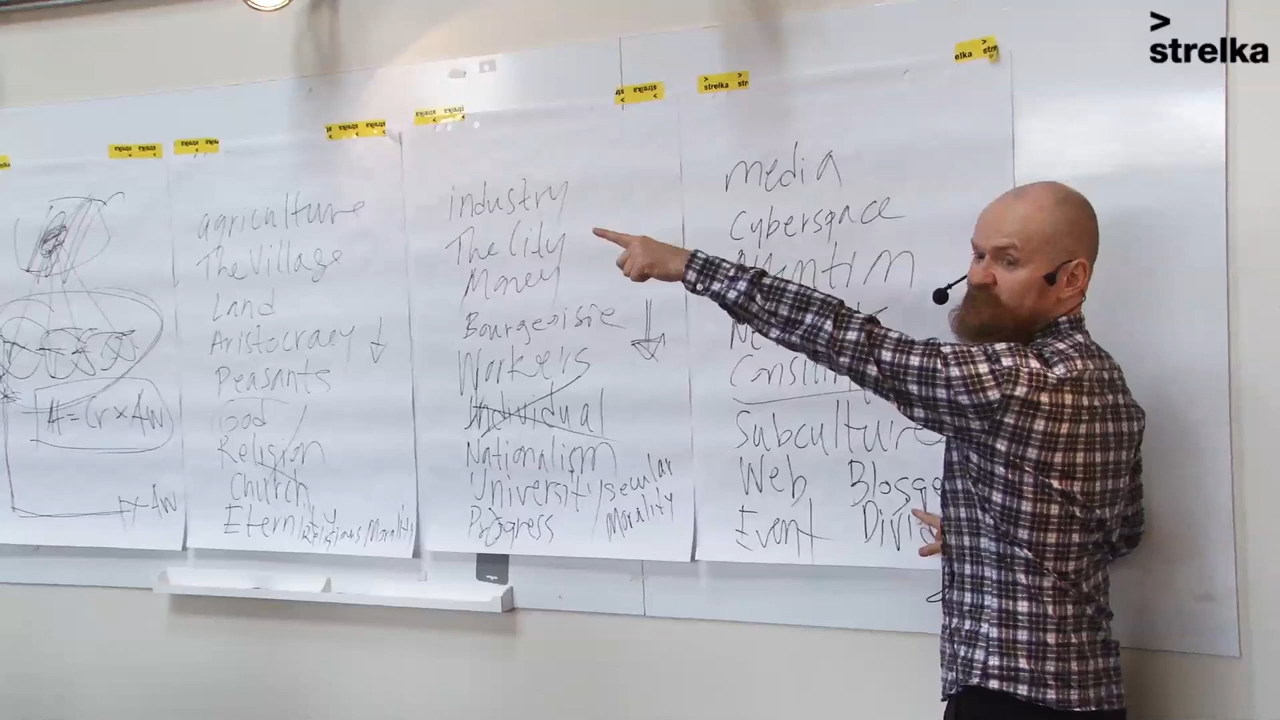 >
strelka
agriculture
The Village
Land
Aristocracy
Peasants
God
Religion
Church
Eternity
Religious Morality
industry
The City
Money
Bourgeoisie
Workers
Individual
Nationalism
University/secular
Morality
Progress
media
Cyberspace
Subculture
Web
Event
> strelka